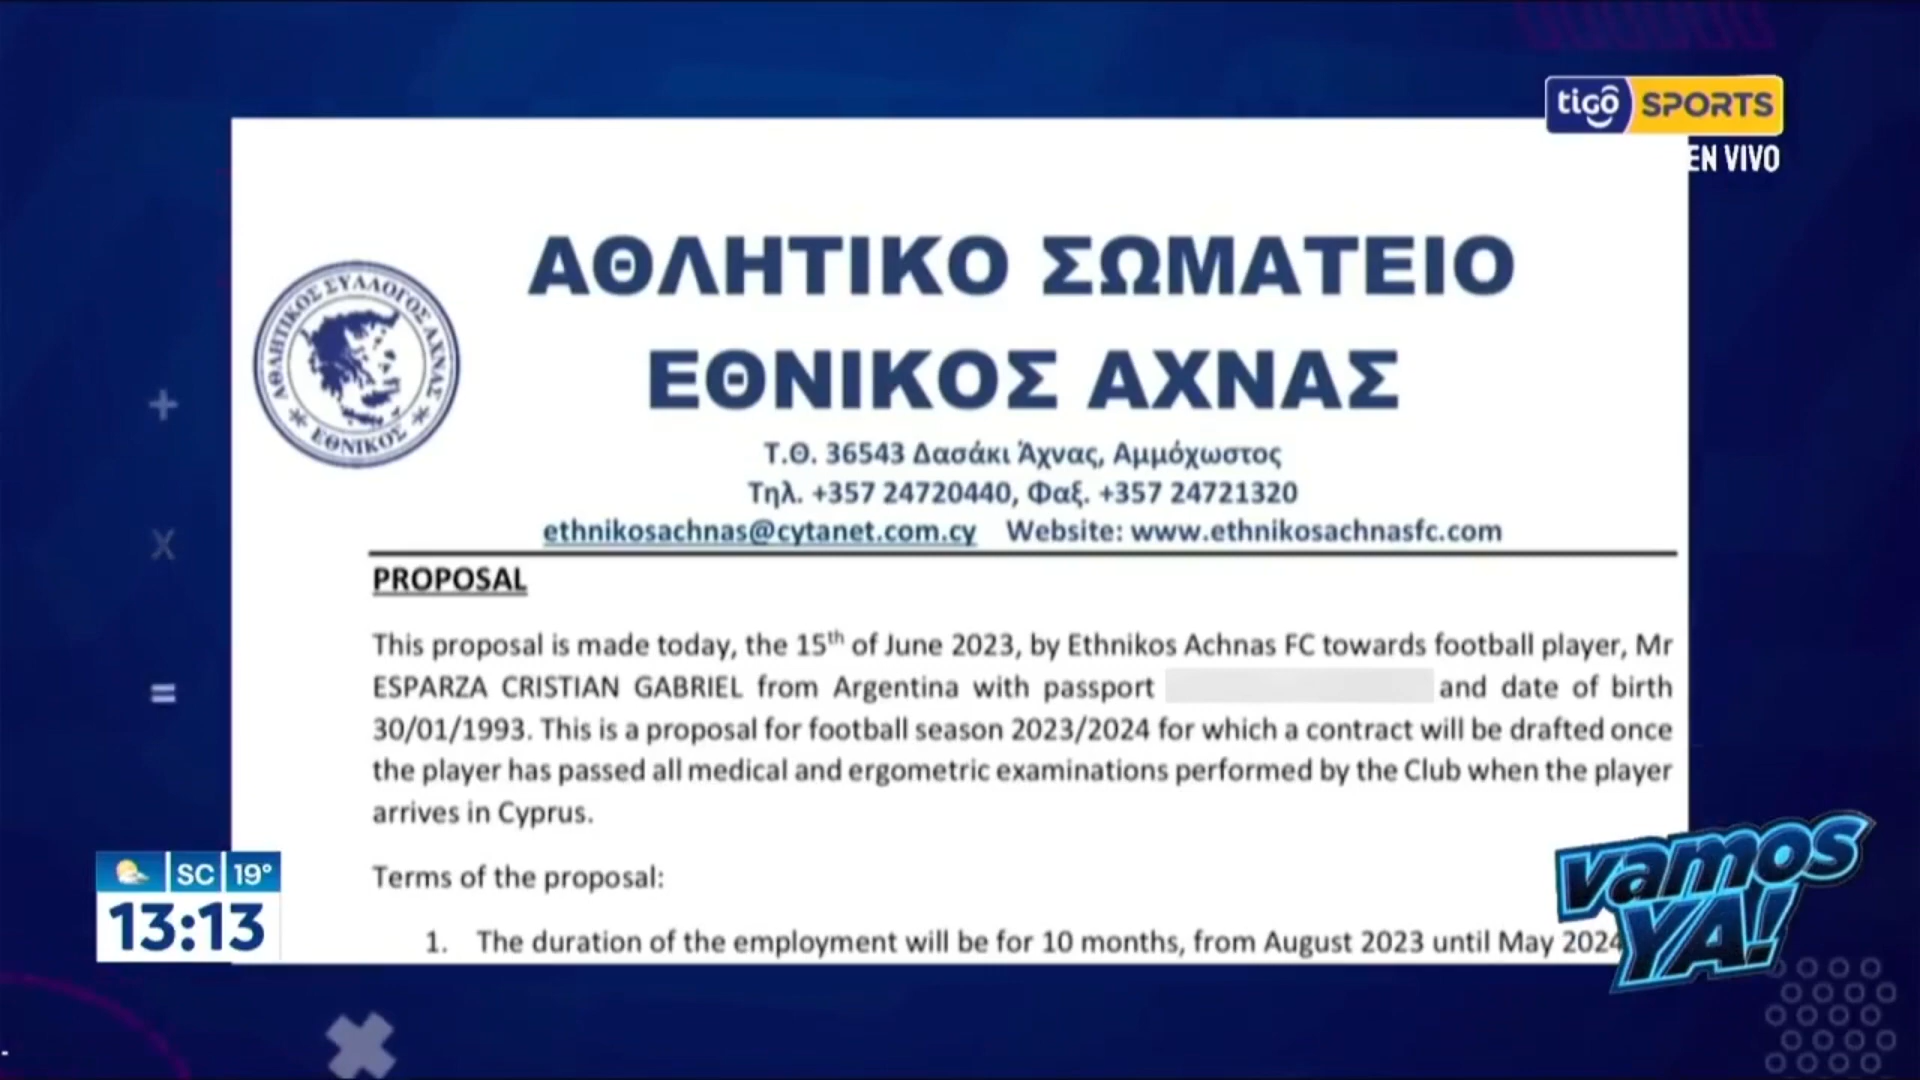 tigo SPORTS
EN VIVO
ΑΘΛΗΤΙΚΟ ΣΩΜΑΤΕΙΟ
ΕΘΝΙΚΟΣ ΑΧΝΑΣ
ΑΘΛΗΤΙΚΟΣ ΣΥΛΛΟΓΟΣ ΑΧΝΑΣ
ΕΘΝΙΚΟΣ
Τ.Θ. 36543 Δασάκι Άχνας, Αμμόχωστος
Τηλ. +357 24720440, Φαξ. +357 24721320
ethnikosachnas@cytanet.com.cy Website: www.ethnikosachnasfc.com
PROPOSAL
This proposal is made today, the 15th of June 2023, by Ethnikos Achnas FC towards football player, Mr
ESPARZA CRISTIAN GABRIEL from Argentina with passport and date of birth
30/01/1993. This is a proposal for football season 2023/2024 for which a contract will be drafted once
the player has passed all medical and ergometric examinations performed by the Club when the player
arrives in Cyprus.
Terms of the proposal:
1. The duration of the employment will be for 10 months, from August 2023 until May 2024
SC 19°
13:13
vamos
YA!